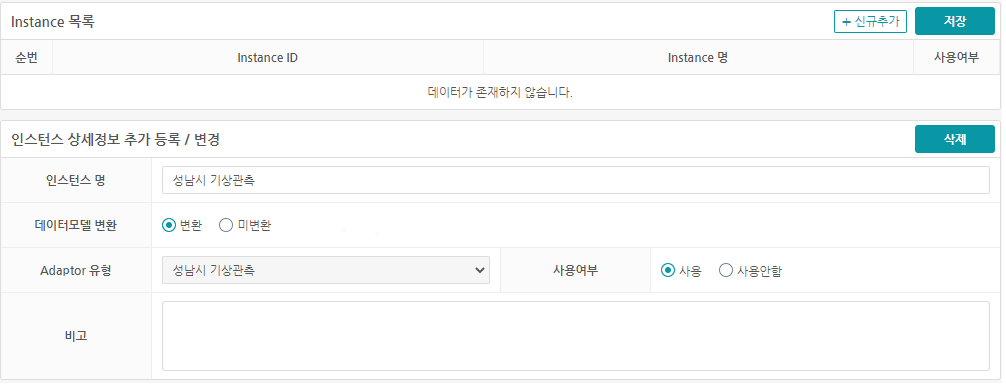 Instance 목록
+ 신규추가
저장
순번 Instance ID Instance 명 사용여부
데이터가 존재하지 않습니다.
인스턴스 상세정보 추가 등록 / 변경
삭제
인스턴스 명 성남시 기상관측
데이터모델 변환 변환 미변환
Adaptor 유형 성남시 기상관측 사용여부 사용 사용안함
비고